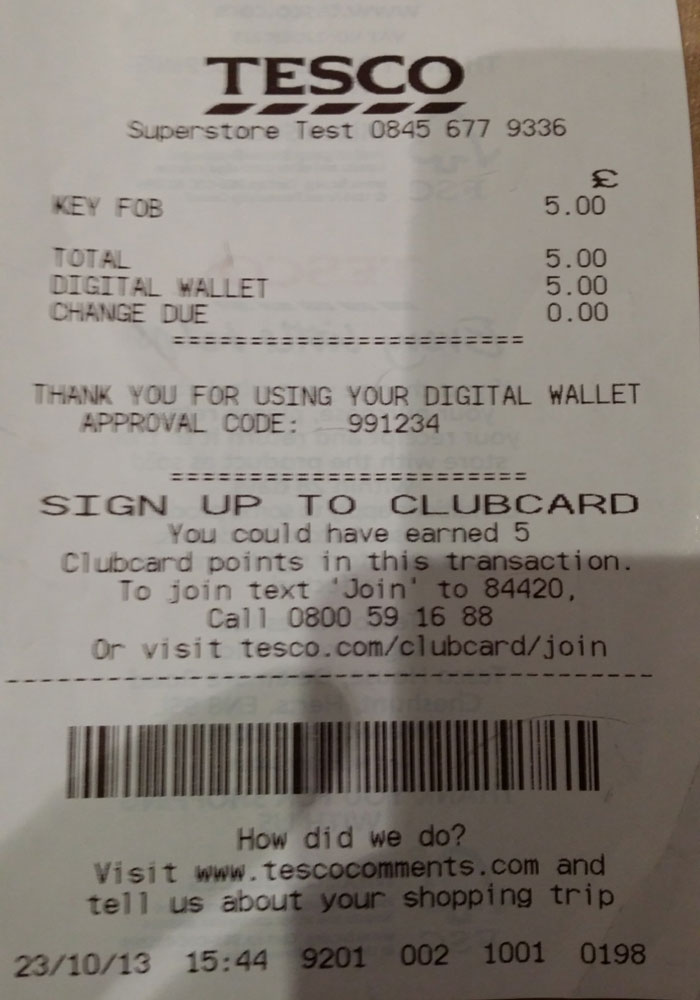 TESCO
Superstore Test 0845 677 9336
£
KEY FOB 5.00
TOTAL 5.00
DIGITAL WALLET 5.00
CHANGE DUE 0.00
=======================
THANK YOU FOR USING YOUR DIGITAL WALLET
APPROVAL CODE: 991234
=======================
SIGN UP TO CLUBCARD
You could have earned 5
Clubcard points in this transaction.
To join text 'Join' to 84420,
Call 0800 59 16 88
Or visit tesco.com/clubcard/join
How did we do?
Visit www.tescocomments.com and
tell us about your shopping trip
23/10/13 15:44 9201 002 1001 0198